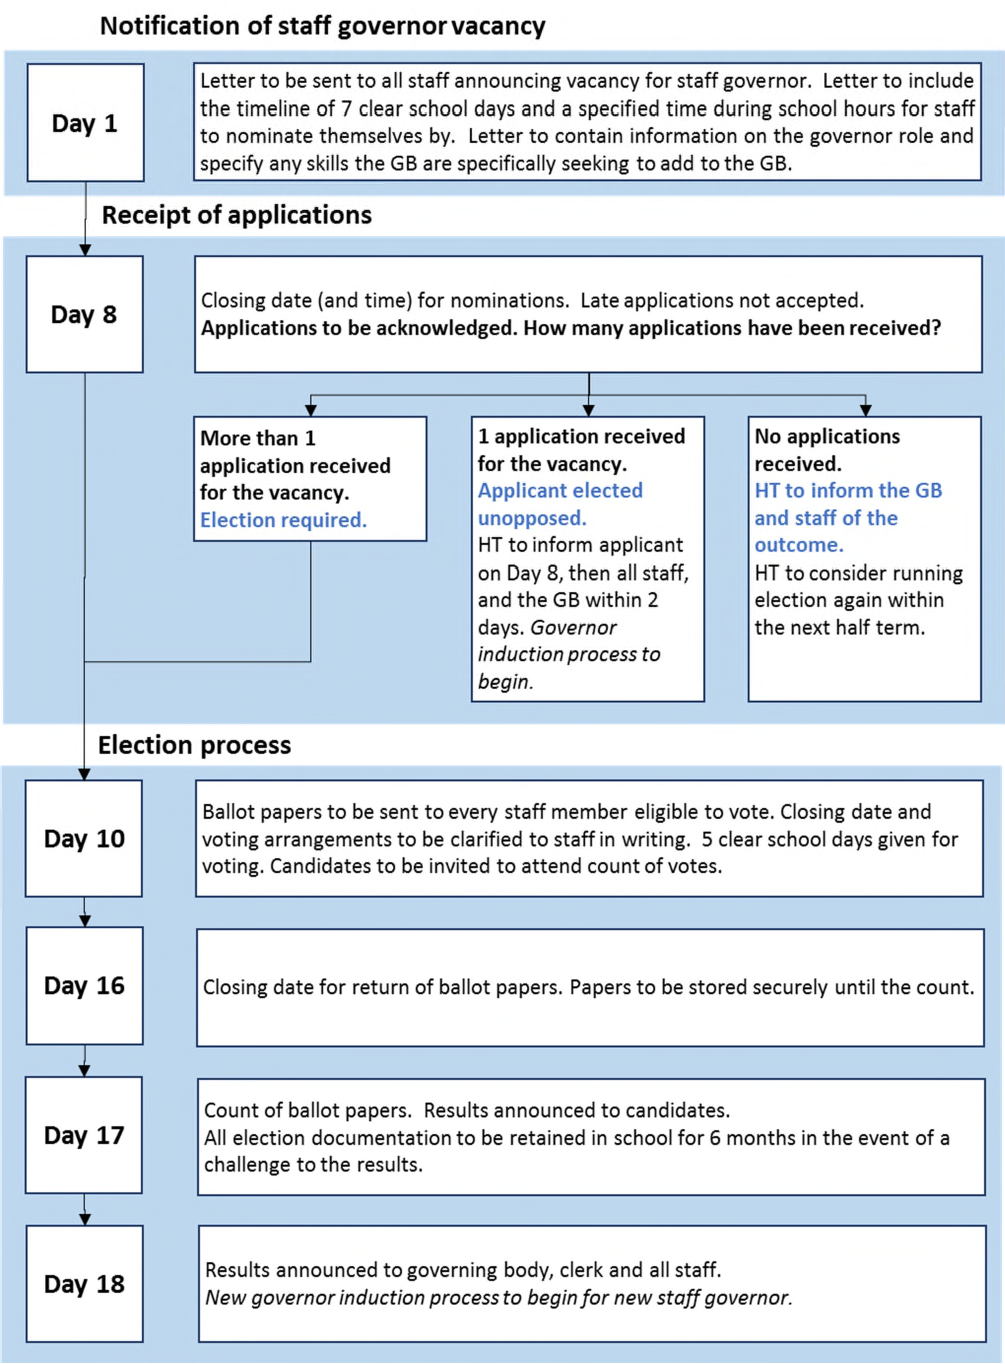 Notification of staff governor vacancy
Day 1
Letter to be sent to all staff announcing vacancy for staff governor.  Letter to include
the timeline of 7 clear school days and a specified time during school hours for staff
to nominate themselves by.  Letter to contain information on the governor role and
specify any skills the GB are specifically seeking to add to the GB.
Receipt of applications
Day 8
Closing date (and time) for nominations.  Late applications not accepted.
Applications to be acknowledged. How many applications have been received?
More than 1
application received
for the vacancy.
Election required.
1 application received
for the vacancy.
Applicant elected
unopposed.
HT to inform applicant
on Day 8, then all staff,
and the GB within 2
days. Governor
induction process to
begin.
No applications
received.
HT to inform the GB
and staff of the
outcome.
HT to consider running
election again within
the next half term.
Election process
Day 10
Ballot papers to be sent to every staff member eligible to vote. Closing date and
voting arrangements to be clarified to staff in writing.  5 clear school days given for
voting. Candidates to be invited to attend count of votes.
Day 16
Closing date for return of ballot papers. Papers to be stored securely until the count.
Day 17
Count of ballot papers.  Results announced to candidates.
All election documentation to be retained in school for 6 months in the event of a
challenge to the results.
Day 18
Results announced to governing body, clerk and all staff.
New governor induction process to begin for new staff governor.